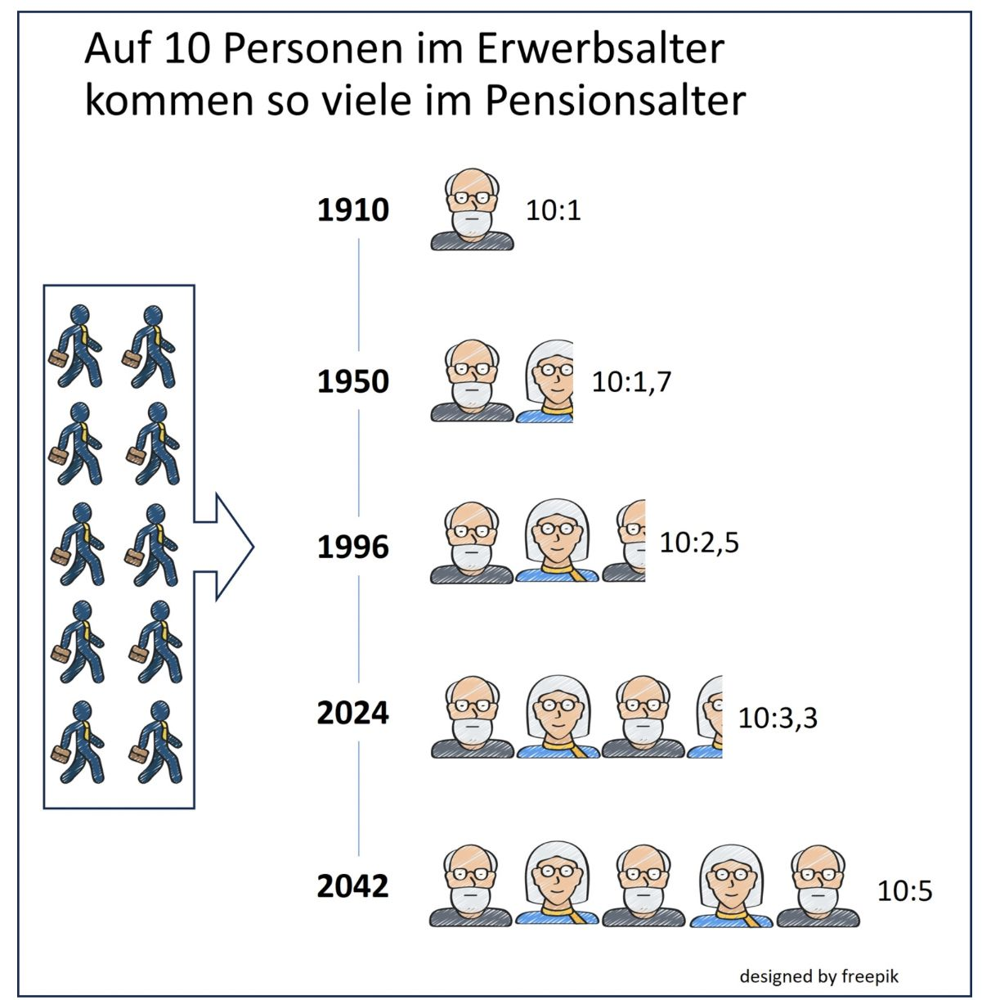 Auf 10 Personen im Erwerbsalter
kommen so viele im Pensionsalter
1910 10:1
1950 10:1,7
1996 10:2,5
2024 10:3,3
2042 10:5
designed by freepik